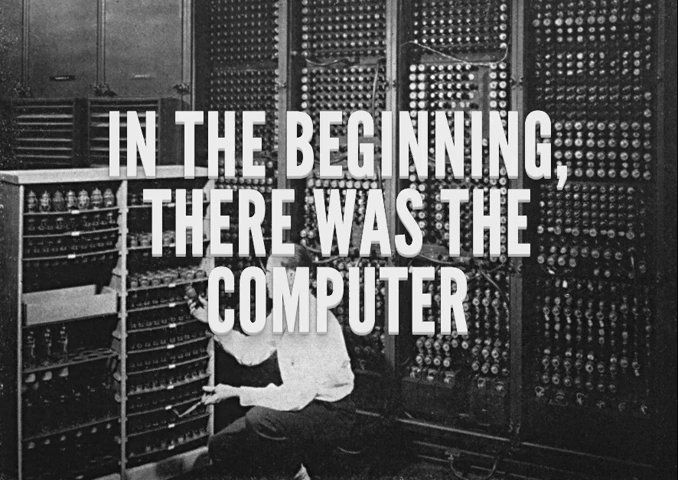 IN THE BEGINNING,
THERE WAS THE
COMPUTER